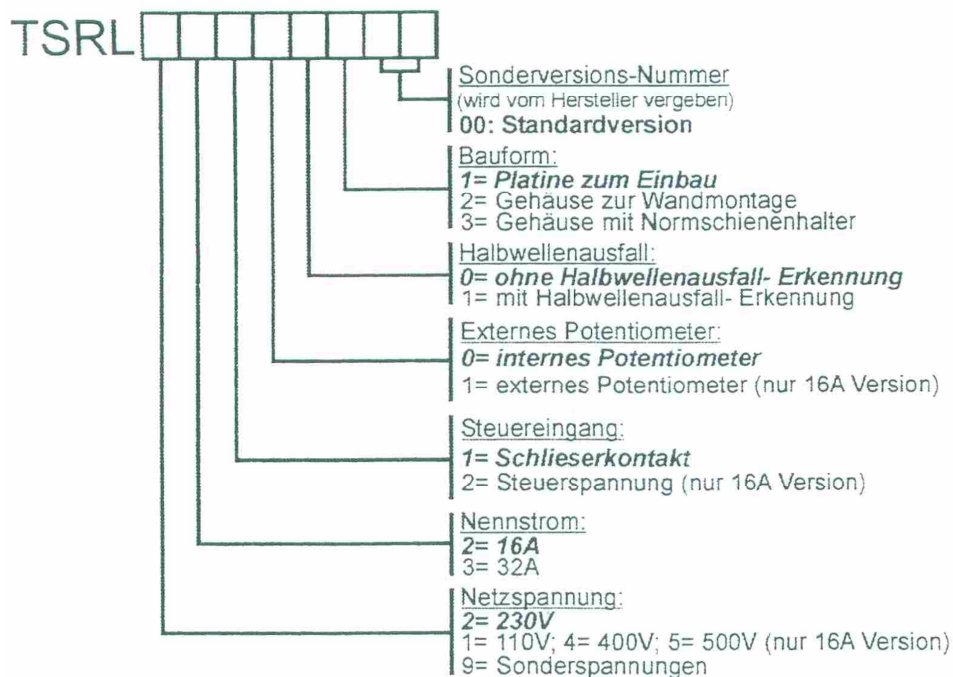 TSRL
Sonderversions-Nummer
(wird vom Hersteller vergeben)
00: Standardversion
Bauform:
1= Platine zum Einbau
2= Gehäuse zur Wandmontage
3= Gehäuse mit Normschienenhalter
Halbwellenausfall:
0= ohne Halbwellenausfall- Erkennung
1= mit Halbwellenausfall- Erkennung
Externes Potentiometer:
0= internes Potentiometer
1= externes Potentiometer (nur 16A Version)
Steuereingang:
1= Schlieserkontakt
2= Steuerspannung (nur 16A Version)
Nennstrom:
2= 16A
3= 32A
Netzspannung:
2= 230V
1= 110V; 4= 400V; 5= 500V (nur 16A Version)
9= Sonderspannungen